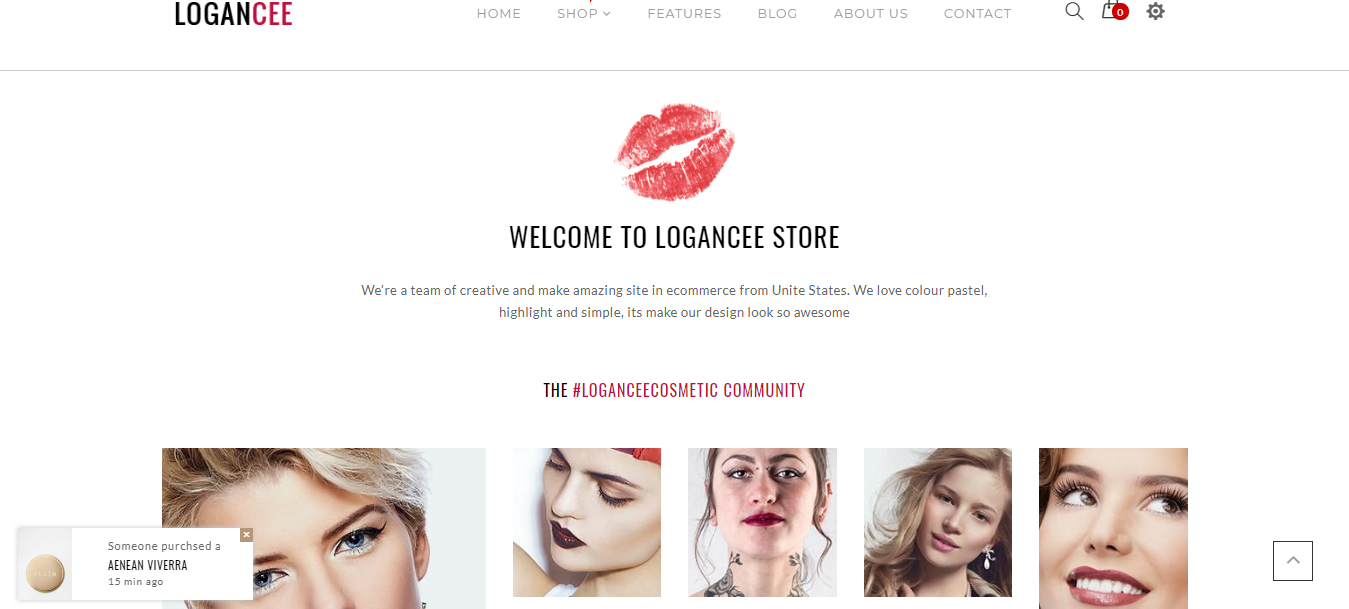 LOGANCEE
HOME SHOP FEATURES BLOG ABOUT US CONTACT
0
WELCOME TO LOGANCEE STORE
We're a team of creative and make amazing site in ecommerce from Unite States. We love colour pastel,
highlight and simple, its make our design look so awesome
THE #LOGANCEECOSMETIC COMMUNITY
Someone purchsed a
AENEAN VIVERRA
15 min ago